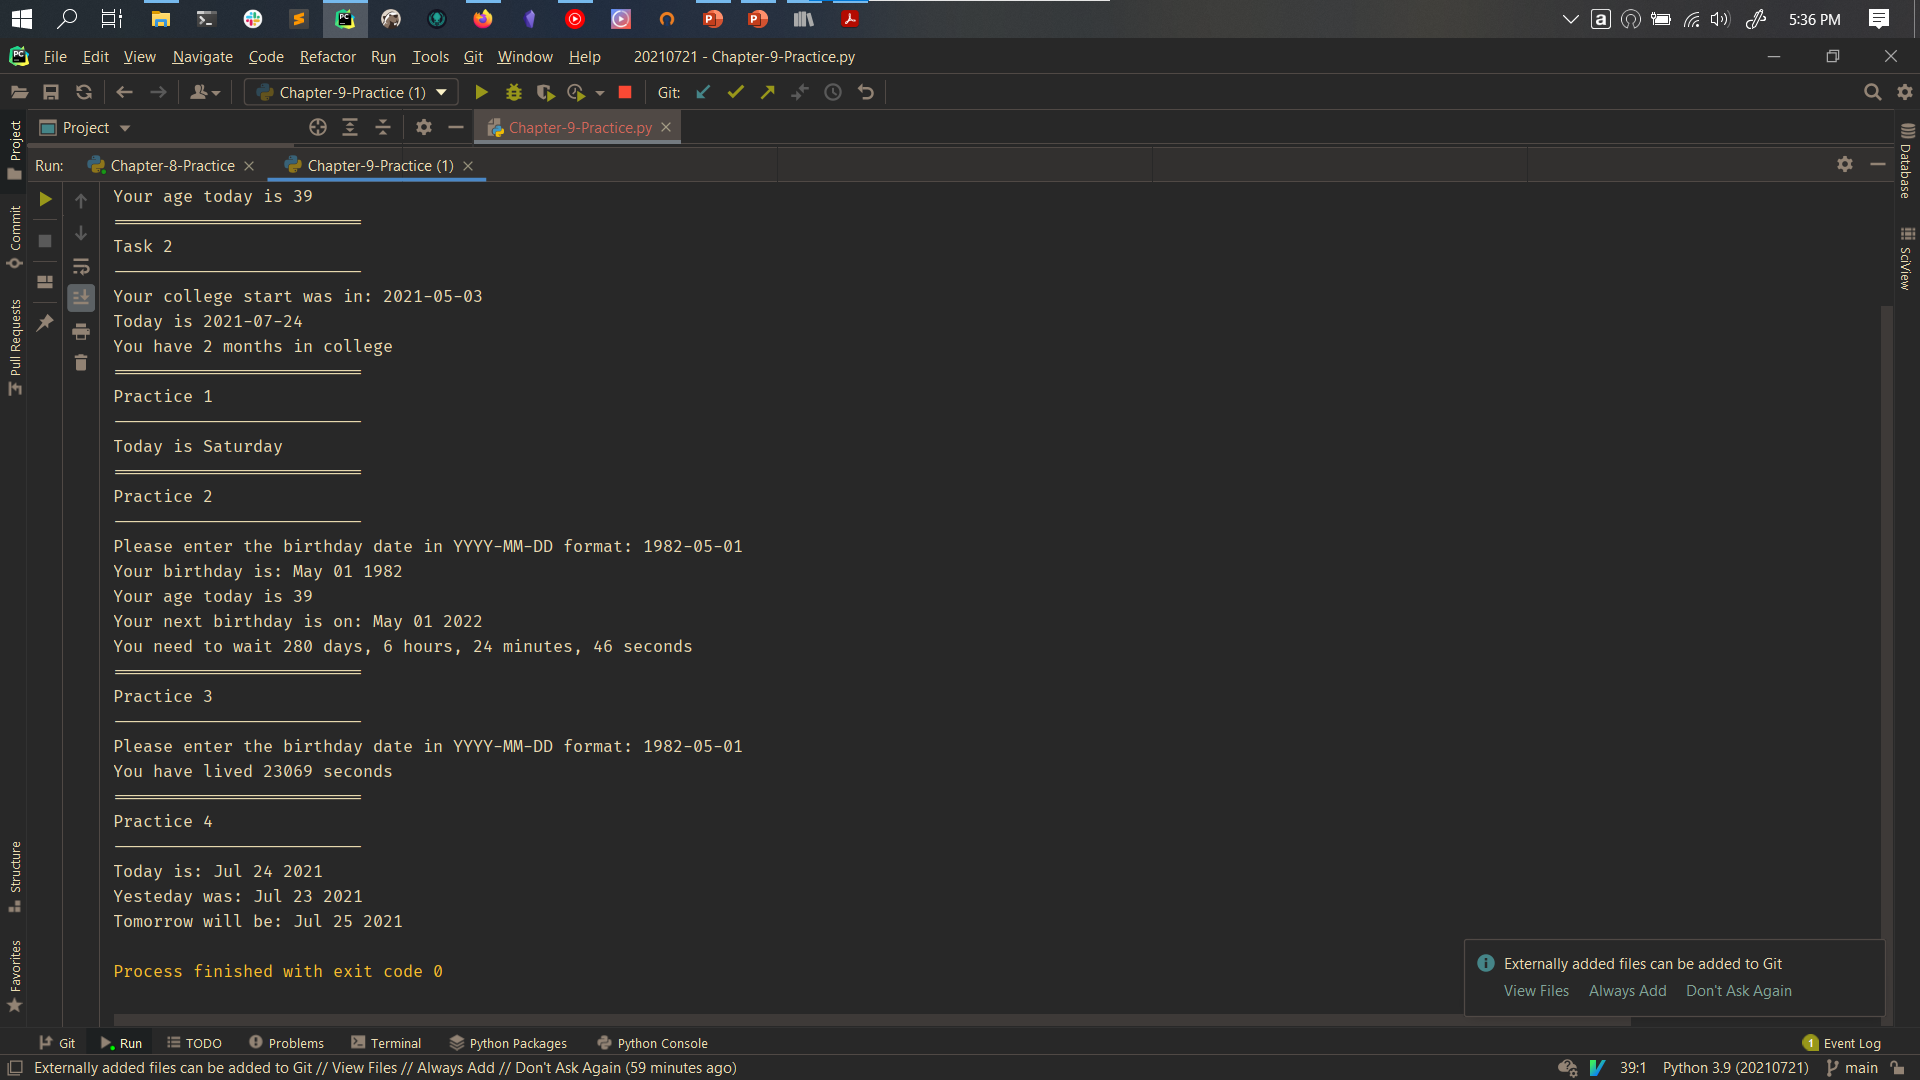 5:36 PM
File Edit View Navigate Code Refactor Run Tools Git Window Help 20210721 - Chapter-9-Practice.py
Chapter-9-Practice (1) Git:
Project Chapter-9-Practice.py
Run: Chapter-8-Practice Chapter-9-Practice (1)
Project
Commit
Pull Requests
Structure
Favorites
Database
SciView
Your age today is 39
=========================
Task 2
-------------------------
Your college start was in: 2021-05-03
Today is 2021-07-24
You have 2 months in college
=========================
Practice 1
-------------------------
Today is Saturday
=========================
Practice 2
-------------------------
Please enter the birthday date in YYYY-MM-DD format: 1982-05-01
Your birthday is: May 01 1982
Your age today is 39
Your next birthday is on: May 01 2022
You need to wait 280 days, 6 hours, 24 minutes, 46 seconds
=========================
Practice 3
-------------------------
Please enter the birthday date in YYYY-MM-DD format: 1982-05-01
You have lived 23069 seconds
=========================
Practice 4
-------------------------
Today is: Jul 24 2021
Yesteday was: Jul 23 2021
Tomorrow will be: Jul 25 2021
Process finished with exit code 0
Externally added files can be added to Git
View Files Always Add Don't Ask Again
Git Run TODO Problems Terminal Python Packages Python Console 1 Event Log
Externally added files can be added to Git // View Files // Always Add // Don't Ask Again (59 minutes ago) 39:1 Python 3.9 (20210721) main